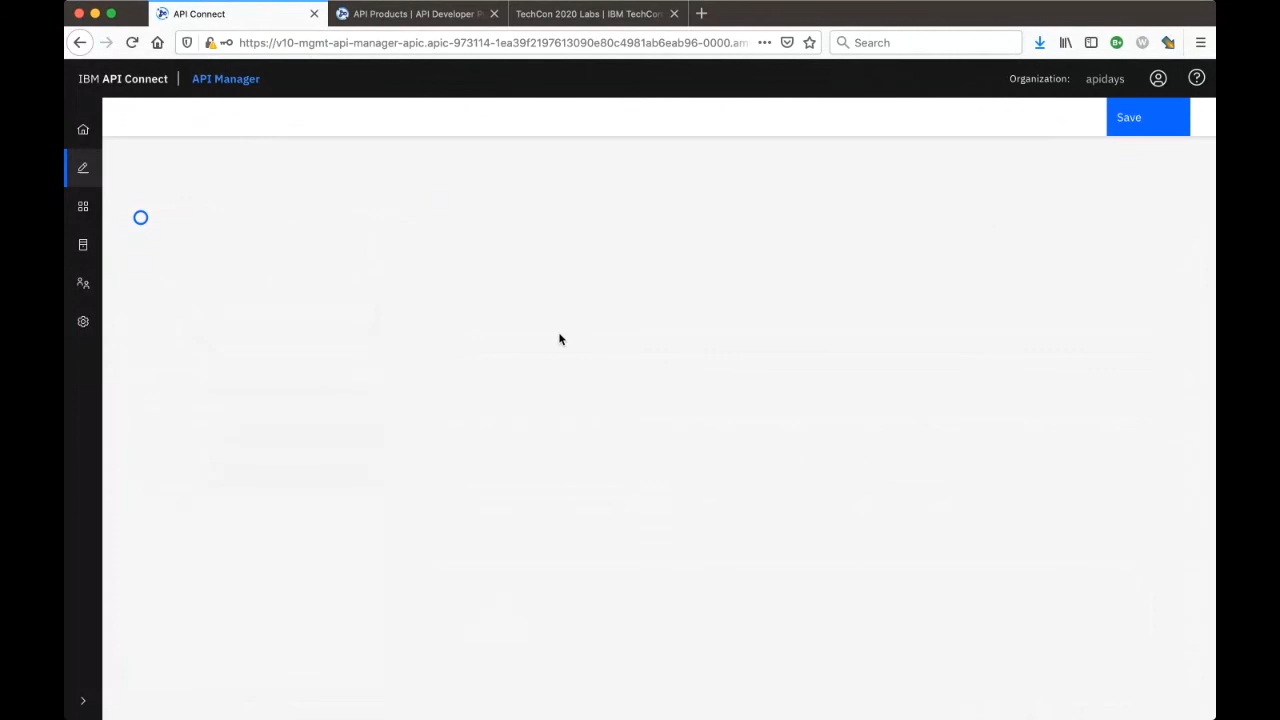 API Connect
API Products | API Developer P
TechCon 2020 Labs | IBM TechCon
https://v10-mgmt-api-manager-apic.apic-973114-1ea39f2197613090e80c4981ab6eab96-0000.am
Search
IBM API Connect | API Manager
Organization: apidays
Save